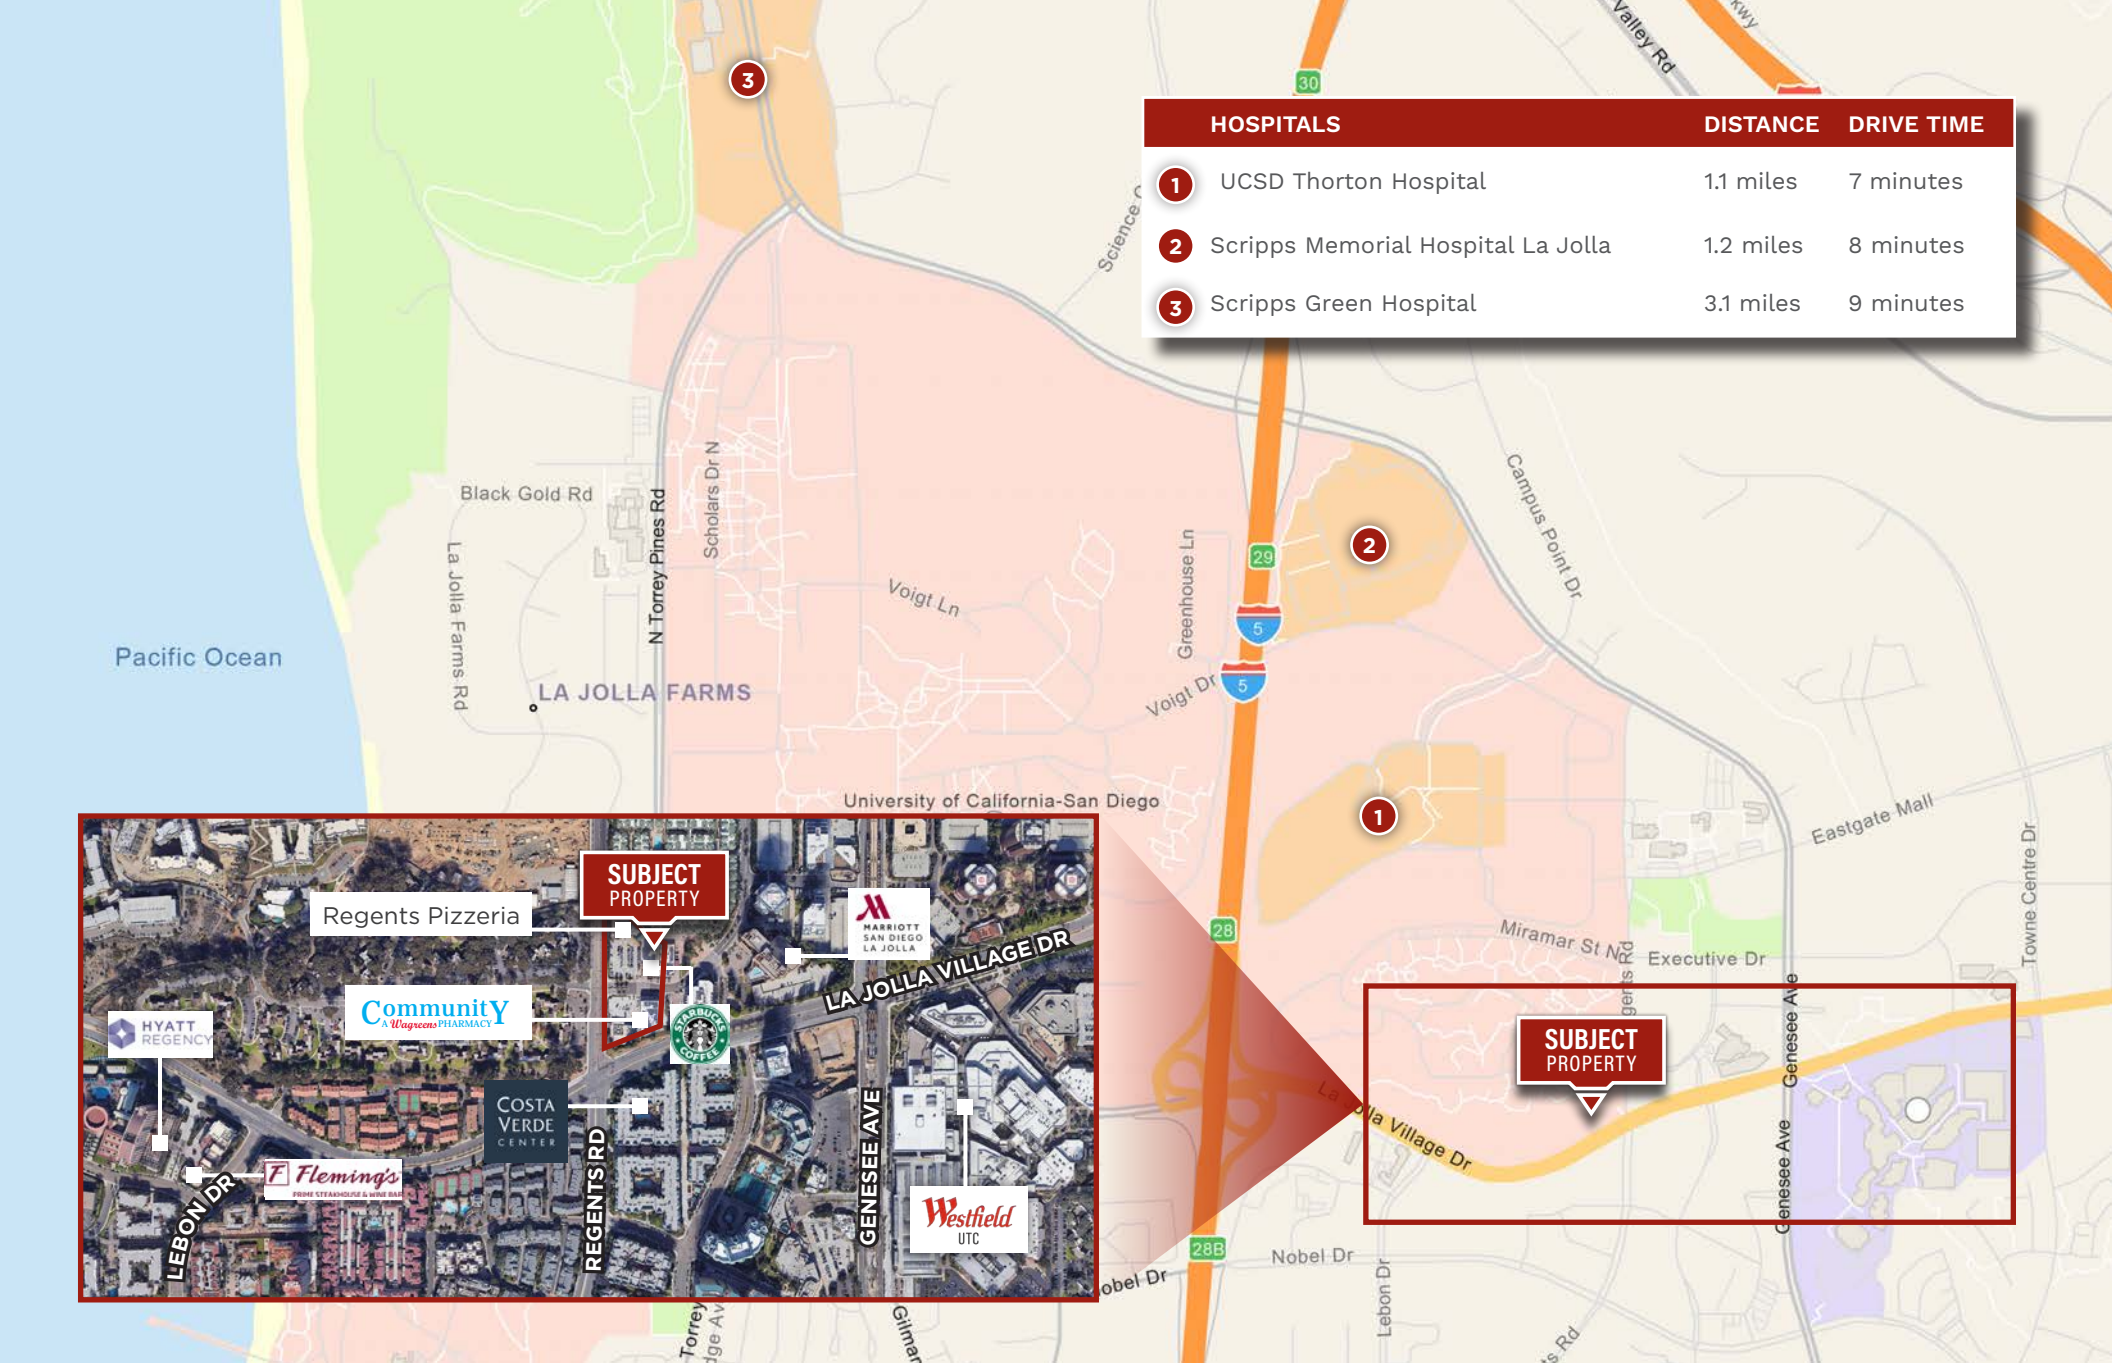 3
30
Valley Rd
HOSPITALS DISTANCE DRIVE TIME
1 UCSD Thorton Hospital 1.1 miles 7 minutes
2 Scripps Memorial Hospital La Jolla 1.2 miles 8 minutes
3 Scripps Green Hospital 3.1 miles 9 minutes
Science
Black Gold Rd
N Torrey Pines Rd
Scholars Dr N
La Jolla Farms Rd
Voigt Ln
Greenhouse Ln
29
2
Campus Point Dr
5
5
Voigt Dr
Pacific Ocean
LA JOLLA FARMS
University of California-San Diego
1
Eastgate Mall
Towne Centre Dr
28
Miramar St N
Executive Dr
Genesee Ave
SUBJECT
PROPERTY
La Jolla Village Dr
Genesee Ave
28B
Nobel Dr
Lebon Dr
Rd
Torrey
SUBJECT
PROPERTY
Regents Pizzeria
MARRIOTT
SAN DIEGO
LA JOLLA
LA JOLLA VILLAGE DR
CommunitY
A Wagreens PHARMACY
STARBUCKS
COFFEE
HYATT
REGENCY
COSTA
VERDE
CENTER
REGENTS RD
GENESEE AVE
F Fleming's
PRIME STEAKHOUSE & WINE BAR
LEBON DR
Westfield
UTC